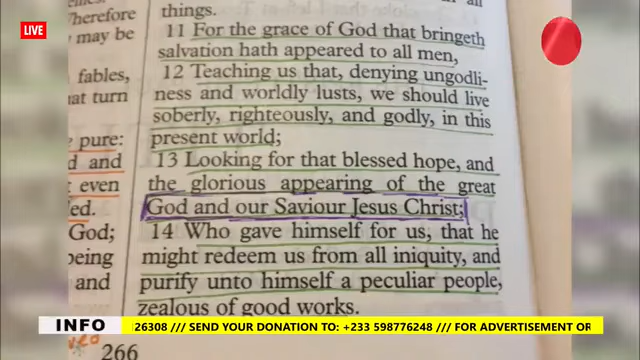 LIVE
all
Wherefore
may be
fables,
at turn
pure:
and
even
ed.
God;
being
and
things.
11 For the grace of God that bringeth
salvation hath appeared to all men,
12 Teaching us that, denying ungodli-
ness and worldly lusts, we should live
soberly, righteously, and godly, in this
present world;
13 Looking for that blessed hope, and
the glorious appearing of the great
God and our Saviour Jesus Christ;
14 Who gave himself for us, that he
might redeem us from all iniquity, and
purify unto himself a peculiar people,
zealous of good works.
INFO
26308 /// SEND YOUR DONATION TO: +233 598776248 /// FOR ADVERTISEMENT OR
266